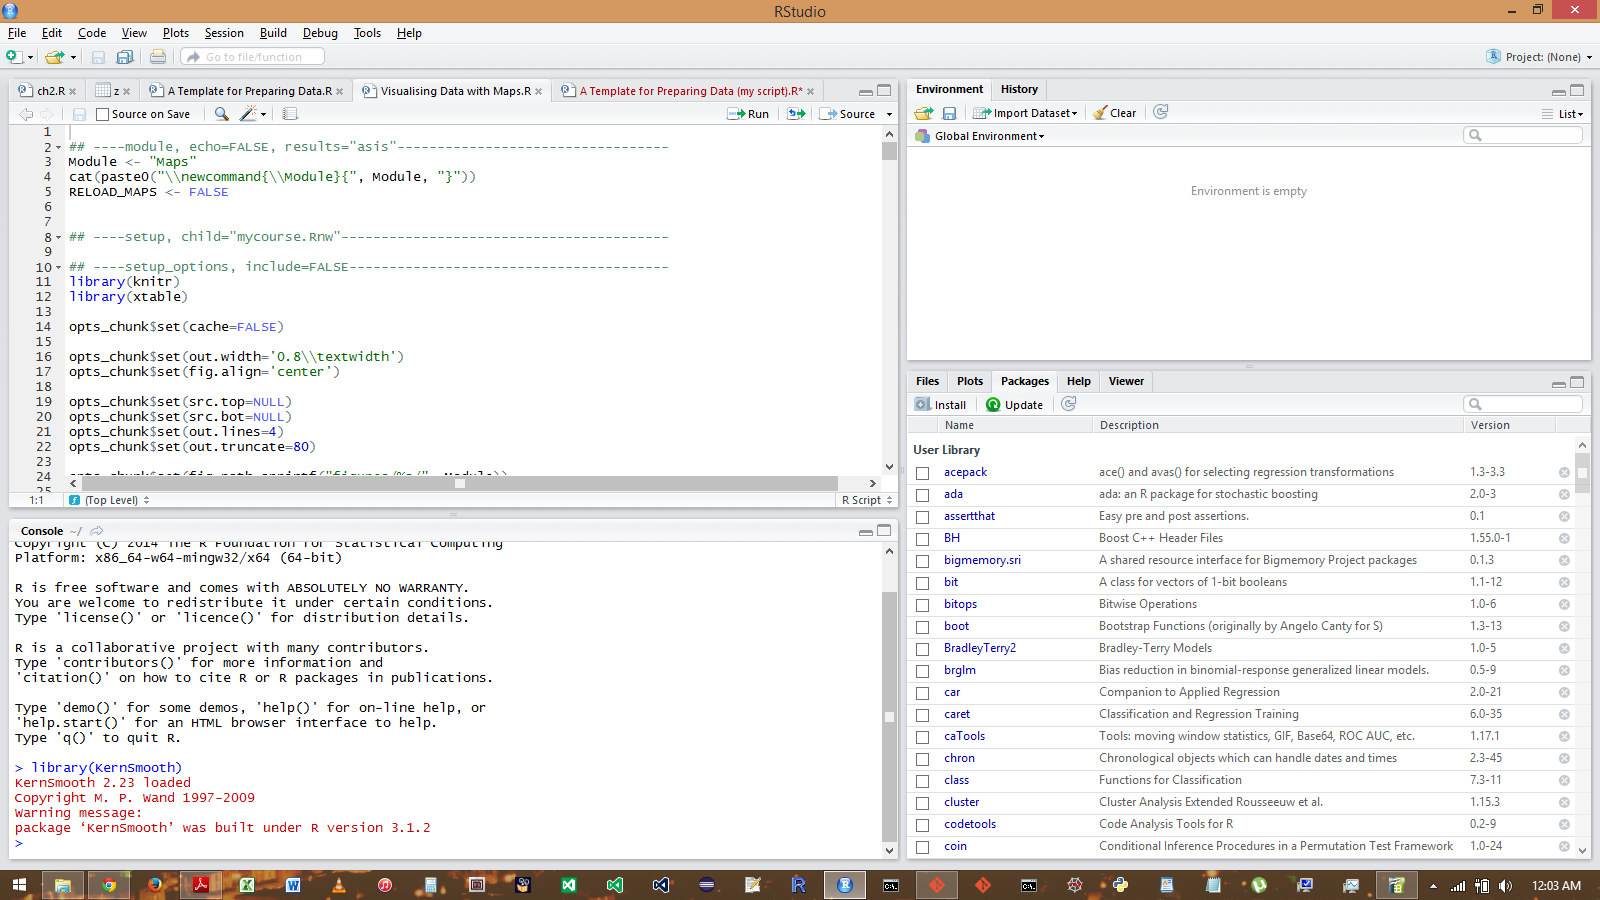 RStudio
File Edit Code View Plots Session Build Debug Tools Help
Go to file/function
Project: (None)
ch2.R
z
A Template for Preparing Data.R
Visualising Data with Maps.R
A Template for Preparing Data (my script).R*
Source on Save
Run
Source
1
2 ## ----module, echo=FALSE, results="asis"----------------------------------
3 Module <- "Maps"
4 cat(paste0("\\newcommand{\\Module}{", Module, "}"))
5 RELOAD_MAPS <- FALSE
6
7
8 ## ----setup, child="mycourse.Rnw"-----------------------------------------
9
10 ## ----setup_options, include=FALSE----------------------------------------
11 library(knitr)
12 library(xtable)
13
14 opts_chunk$set(cache=FALSE)
15
16 opts_chunk$set(out.width='0.8\\textwidth')
17 opts_chunk$set(fig.align='center')
18
19 opts_chunk$set(src.top=NULL)
20 opts_chunk$set(src.bot=NULL)
21 opts_chunk$set(out.lines=4)
22 opts_chunk$set(out.truncate=80)
23
24 opts_chunk$set(fig.path=sprintf("figures/%s/", Module))
25
1:1 (Top Level) R Script
Console ~/
Copyright (C) 2014 The R Foundation for Statistical Computing
Platform: x86_64-w64-mingw32/x64 (64-bit)
R is free software and comes with ABSOLUTELY NO WARRANTY.
You are welcome to redistribute it under certain conditions.
Type 'license()' or 'licence()' for distribution details.
R is a collaborative project with many contributors.
Type 'contributors()' for more information and
'citation()' on how to cite R or R packages in publications.
Type 'demo()' for some demos, 'help()' for on-line help, or
'help.start()' for an HTML browser interface to help.
Type 'q()' to quit R.
> library(KernSmooth)
KernSmooth 2.23 loaded
Copyright M. P. Wand 1997-2009
Warning message:
package ‘KernSmooth’ was built under R version 3.1.2
>
Environment History
Import Dataset Clear List
Global Environment
Environment is empty
Files Plots Packages Help Viewer
Install Update
Name Description Version
User Library
acepack ace() and avas() for selecting regression transformations 1.3-3.3
ada ada: an R package for stochastic boosting 2.0-3
assertthat Easy pre and post assertions. 0.1
BH Boost C++ Header Files 1.55.0-1
bigmemory.sri A shared resource interface for Bigmemory Project packages 0.1.3
bit A class for vectors of 1-bit booleans 1.1-12
bitops Bitwise Operations 1.0-6
boot Bootstrap Functions (originally by Angelo Canty for S) 1.3-13
BradleyTerry2 Bradley-Terry Models 1.0-5
brglm Bias reduction in binomial-response generalized linear models. 0.5-9
car Companion to Applied Regression 2.0-21
caret Classification and Regression Training 6.0-35
caTools Tools: moving window statistics, GIF, Base64, ROC AUC, etc. 1.17.1
chron Chronological objects which can handle dates and times 2.3-45
class Functions for Classification 7.3-11
cluster Cluster Analysis Extended Rousseeuw et al. 1.15.3
codetools Code Analysis Tools for R 0.2-9
coin Conditional Inference Procedures in a Permutation Test Framework 1.0-24
12:03 AM